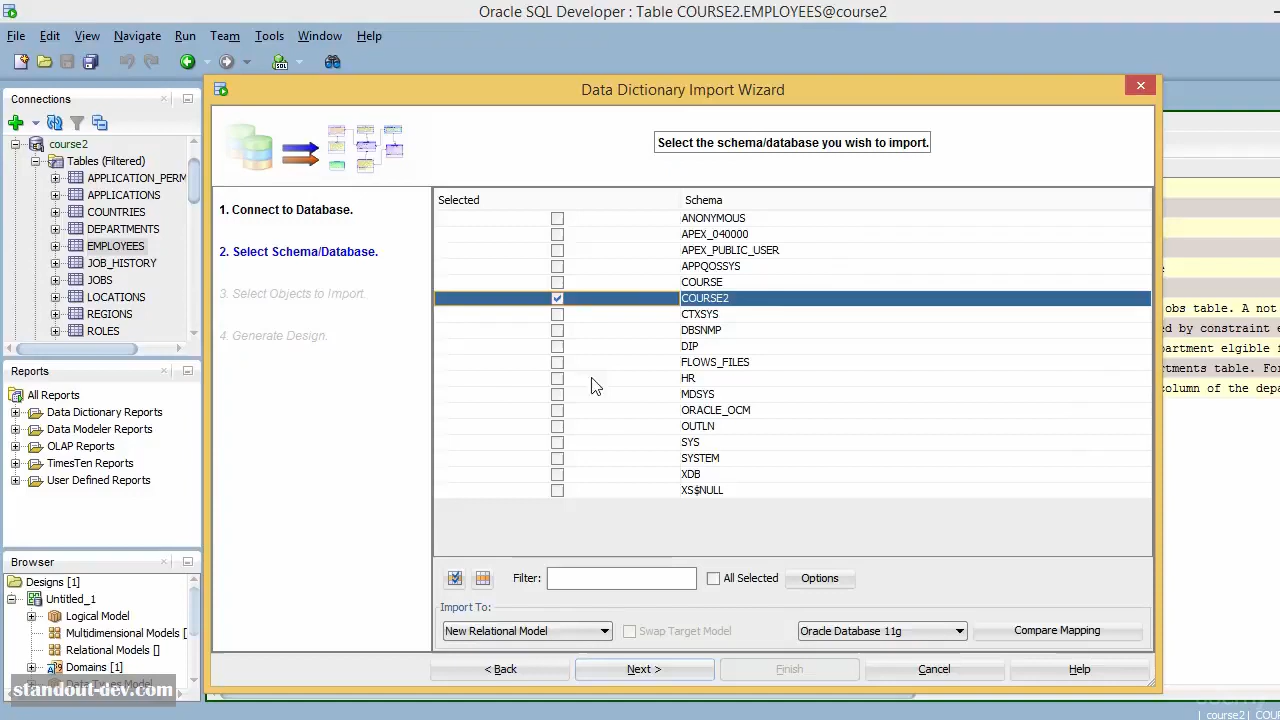 Oracle SQL Developer : Table COURSE2.EMPLOYEES@course2
File Edit View Navigate Run Team Tools Window Help
Connections
course2
Tables (Filtered)
APPLICATION_PERM
APPLICATIONS
COUNTRIES
DEPARTMENTS
EMPLOYEES
JOB_HISTORY
JOBS
LOCATIONS
REGIONS
ROLES
Reports
All Reports
Data Dictionary Reports
Data Modeler Reports
OLAP Reports
TimesTen Reports
User Defined Reports
Browser
Designs [1]
Untitled_1
Logical Model
Multidimensional Models [
Relational Models []
Domains [1]
Data Types Model
standout-dev.com
Data Dictionary Import Wizard
Select the schema/database you wish to import.
1. Connect to Database.
2. Select Schema/Database.
3. Select Objects to Import.
4. Generate Design.
Selected Schema
ANONYMOUS
APEX_040000
APEX_PUBLIC_USER
APPQOSSYS
COURSE
COURSE2
CTXSYS
DBSNMP
DIP
FLOWS_FILES
HR
MDSYS
ORACLE_OCM
OUTLN
SYS
SYSTEM
XDB
XS$NULL
Filter: All Selected Options
Import To:
New Relational Model Swap Target Model Oracle Database 11g Compare Mapping
< Back Next > Finish Cancel Help
obs table. A not
ed by constraint e
partment elgible f
rtments table. For
column of the depa
| course2| COU